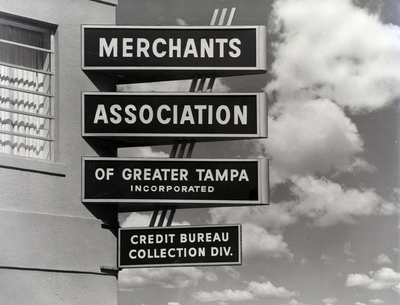 MERCHANTS
ASSOCIATION
OF GREATER TAMPA
INCORPORATED
CREDIT BUREAU
COLLECTION DIV.